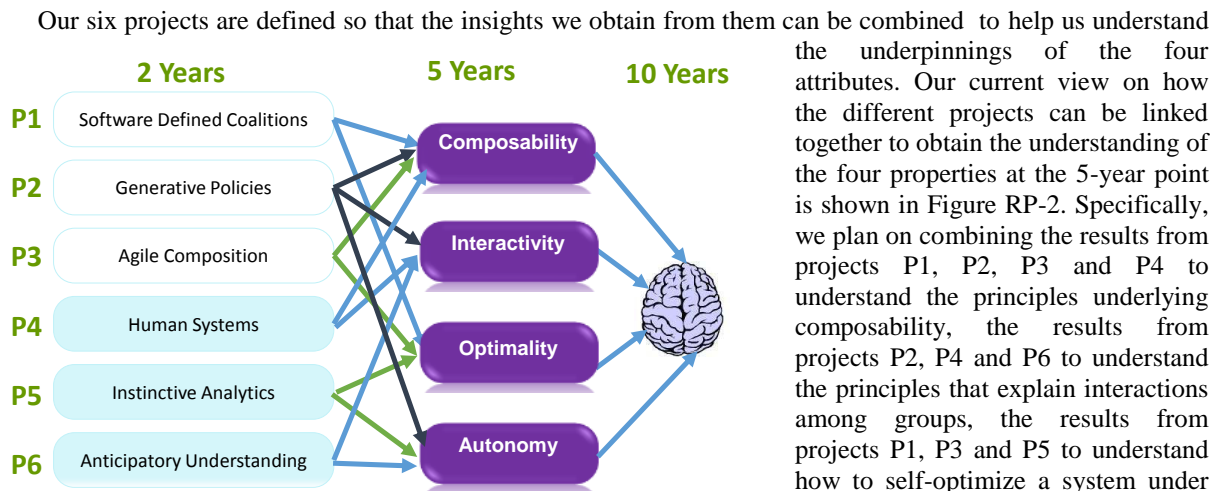 Our six projects are defined so that the insights we obtain from them can be combined to help us understand
the underpinnings of the four
attributes. Our current view on how
the different projects can be linked
together to obtain the understanding of
the four properties at the 5-year point
is shown in Figure RP-2. Specifically,
we plan on combining the results from
projects P1, P2, P3 and P4 to
understand the principles underlying
composability, the results from
projects P2, P4 and P6 to understand
the principles that explain interactions
among groups, the results from
projects P1, P3 and P5 to understand
how to self-optimize a system under
2 Years
5 Years
10 Years
P1 Software Defined Coalitions
P2 Generative Policies
P3 Agile Composition
P4 Human Systems
P5 Instinctive Analytics
P6 Anticipatory Understanding
Composability
Interactivity
Optimality
Autonomy